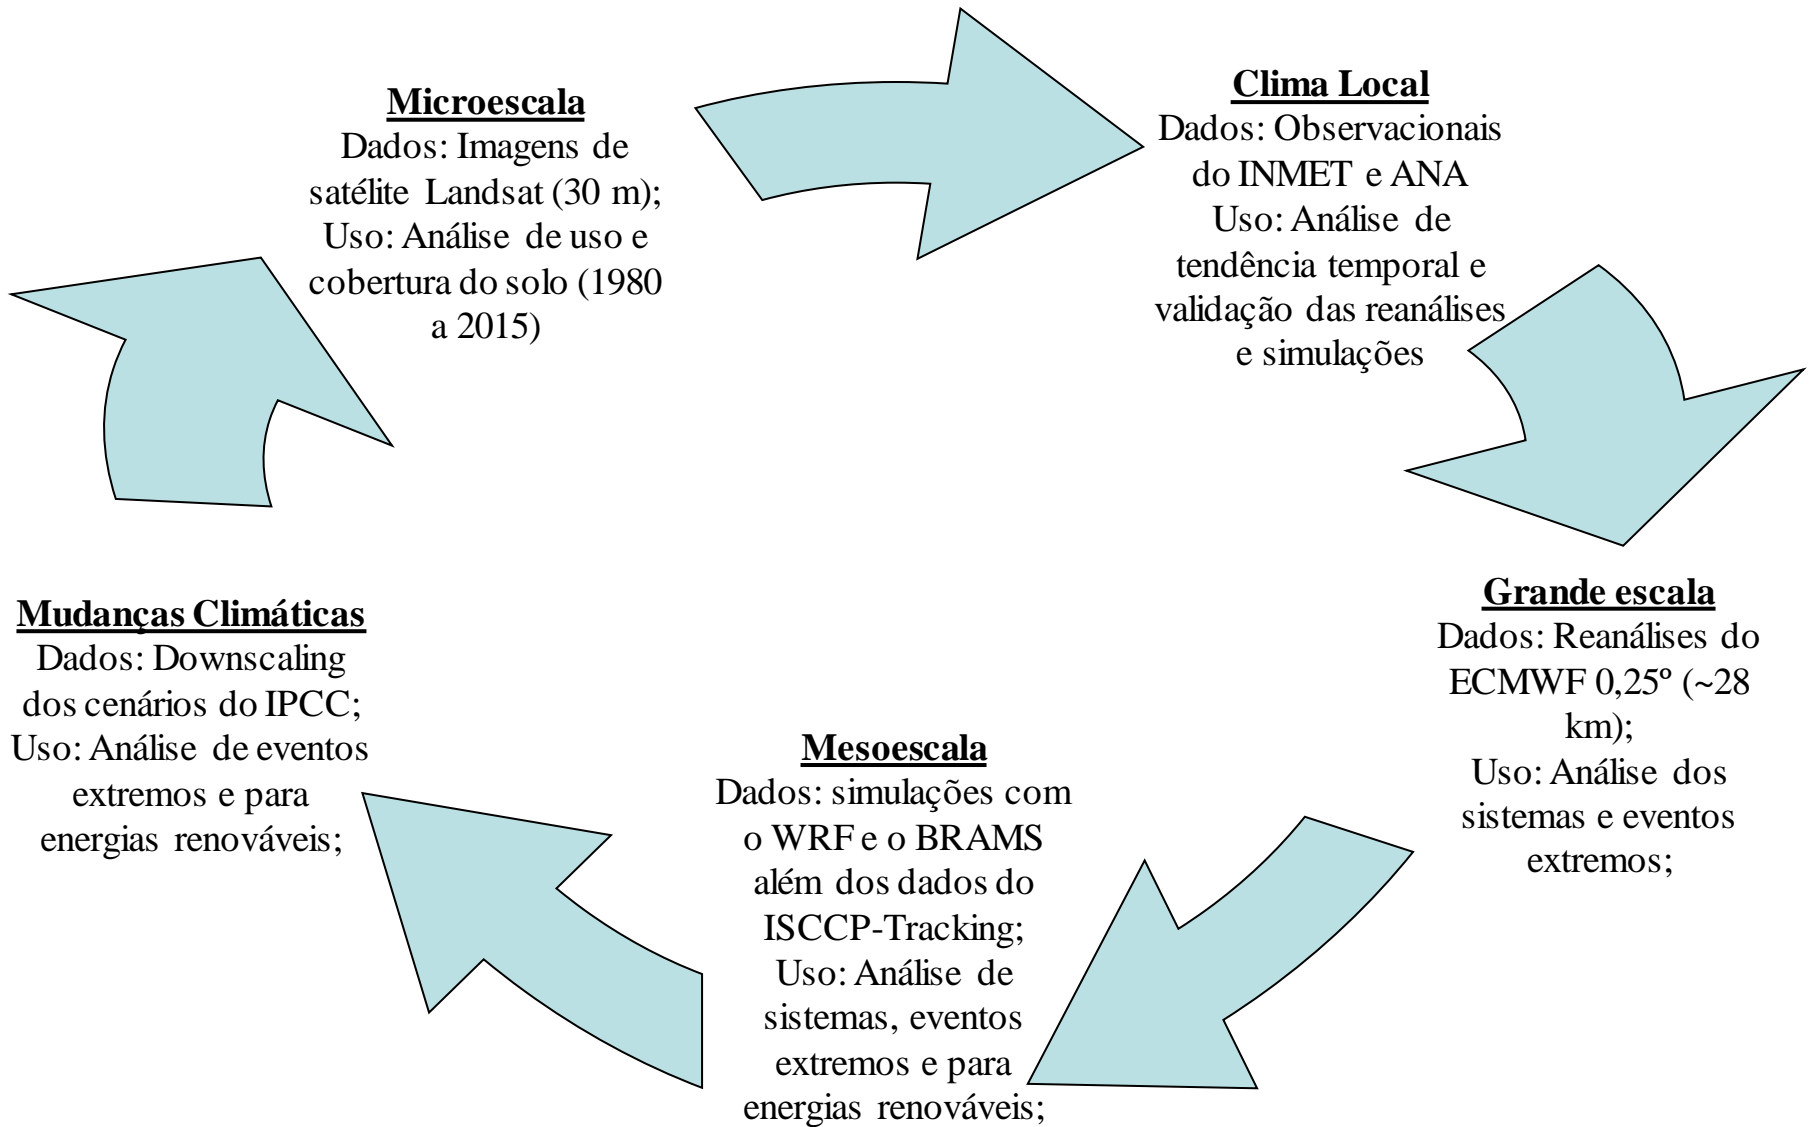 Microescala
Dados: Imagens de
satélite Landsat (30 m);
Uso: Análise de uso e
cobertura do solo (1980
a 2015)
Clima Local
Dados: Observacionais
do INMET e ANA
Uso: Análise de
tendência temporal e
validação das reanálises
e simulações
Grande escala
Dados: Reanálises do
ECMWF 0,25º (~28
km);
Uso: Análise dos
sistemas e eventos
extremos;
Mesoescala
Dados: simulações com
o WRF e o BRAMS
além dos dados do
ISCCP-Tracking;
Uso: Análise de
sistemas, eventos
extremos e para
energias renováveis;
Mudanças Climáticas
Dados: Downscaling
dos cenários do IPCC;
Uso: Análise de eventos
extremos e para
energias renováveis;